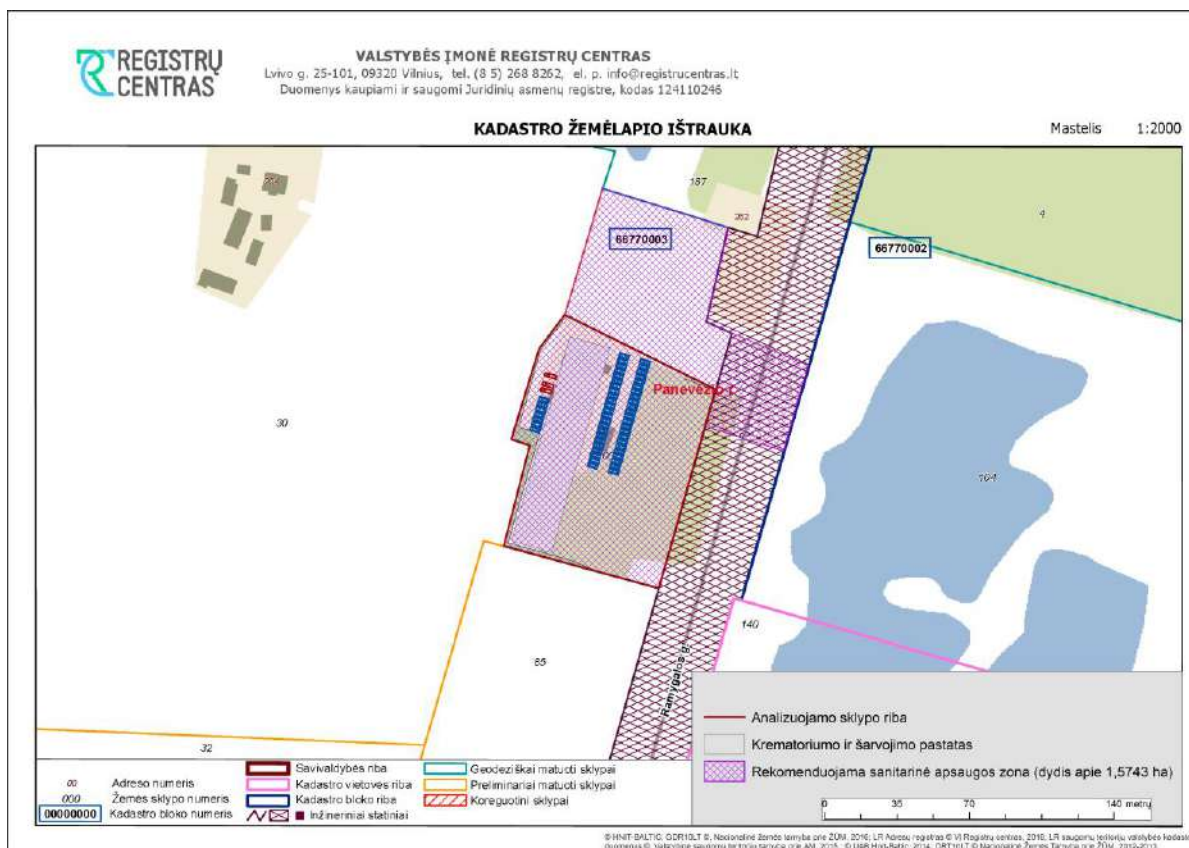 REGISTRŲ
CENTRAS
VALSTYBĖS ĮMONĖ REGISTRŲ CENTRAS
Lvivo g. 25-101, 09320 Vilnius, tel. (8 5) 268 8262, el. p. info@registrucentras.lt
Duomenys kaupiami ir saugomi Juridinių asmenų registre, kodas 124110246
KADASTRO ŽEMĖLAPIO IŠTRAUKA
Mastelis 1:2000
187
262
4
66770003
66770002
Panevėžio r.
30
164
140
85
Ramygalos g.
32
Analizuojamo sklypo riba
Krematoriumo ir šarvojimo pastatas
Rekomenduojama sanitarinė apsaugos zona (dydis apie 1,5743 ha)
0 35 70 140 metrų
00 Adreso numeris
000 Žemės sklypo numeris
00000000 Kadastro bloko numeris
Savivaldybės riba
Kadastro vietovės riba
Kadastro bloko riba
Inžineriniai statiniai
Geodeziškai matuoti sklypai
Preliminariai matuoti sklypai
Koreguotini sklypai